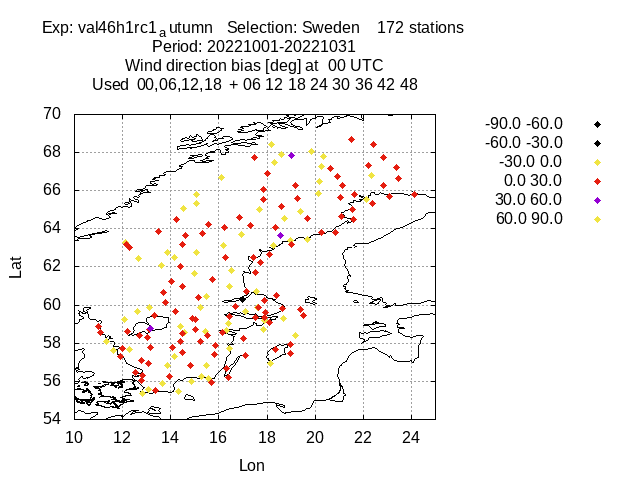 Exp: val46h1rc1a utumn   Selection: Sweden    172 stations
Period: 20221001-20221031
Wind direction bias [deg] at  00 UTC
Used  00,06,12,18  + 06 12 18 24 30 36 42 48
70
68
66
64
62
60
58
56
54
Lat
10 12 14 16 18 20 22 24
Lon
-90.0 -60.0
-60.0 -30.0
-30.0 0.0
0.0 30.0
30.0 60.0
60.0 90.0